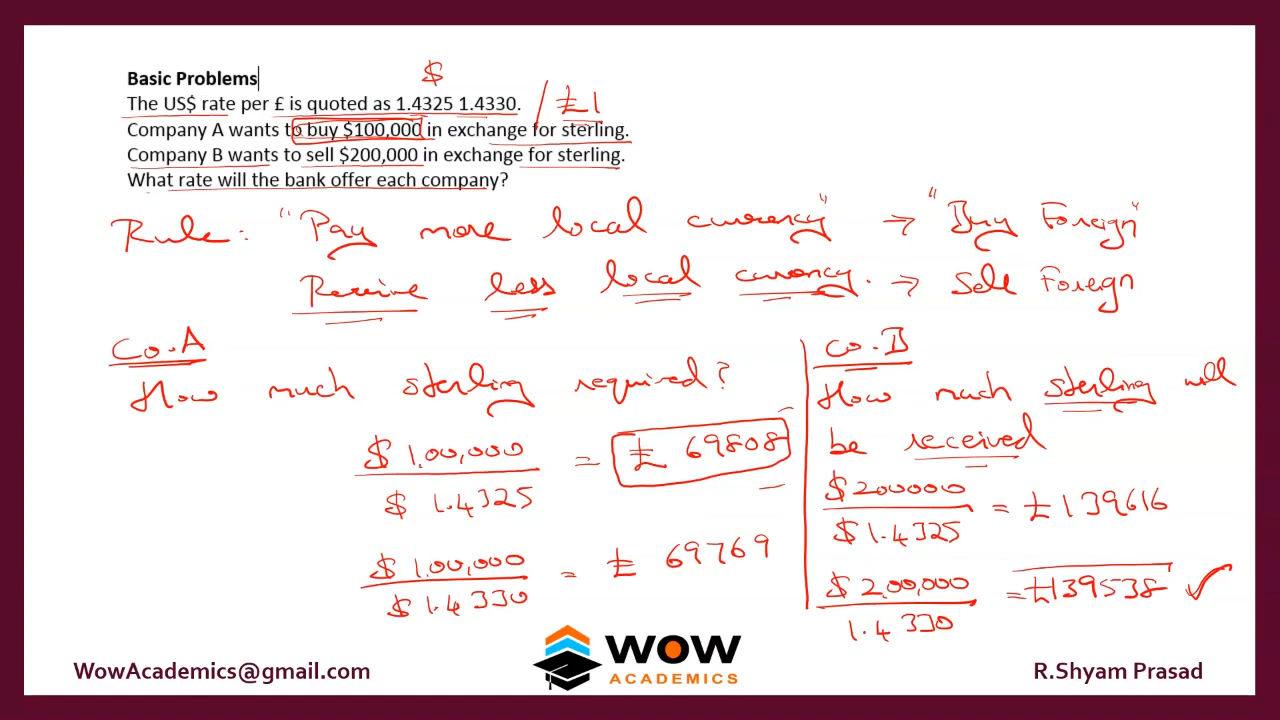 Basic Problems
$
The US$ rate per £ is quoted as 1.4325 1.4330. / £1
Company A wants to buy $100,000 in exchange for sterling.
Company B wants to sell $200,000 in exchange for sterling.
What rate will the bank offer each company?
Rule: "Pay more local currency" → "Buy Foreign"
Receive less local currency. → Sell Foreign
Co.A
How much sterling required?
$ 1,00,000
$ 1.4325
= £ 69808
$ 1,00,000
$ 1.4330
= £ 69769
Co.B
How much sterling will
be received
$200000
$1.4325
= £139616
$2,00,000
1.4330
= £139538 ✓
WOW
ACADEMICS
WowAcademics@gmail.com
R.Shyam Prasad